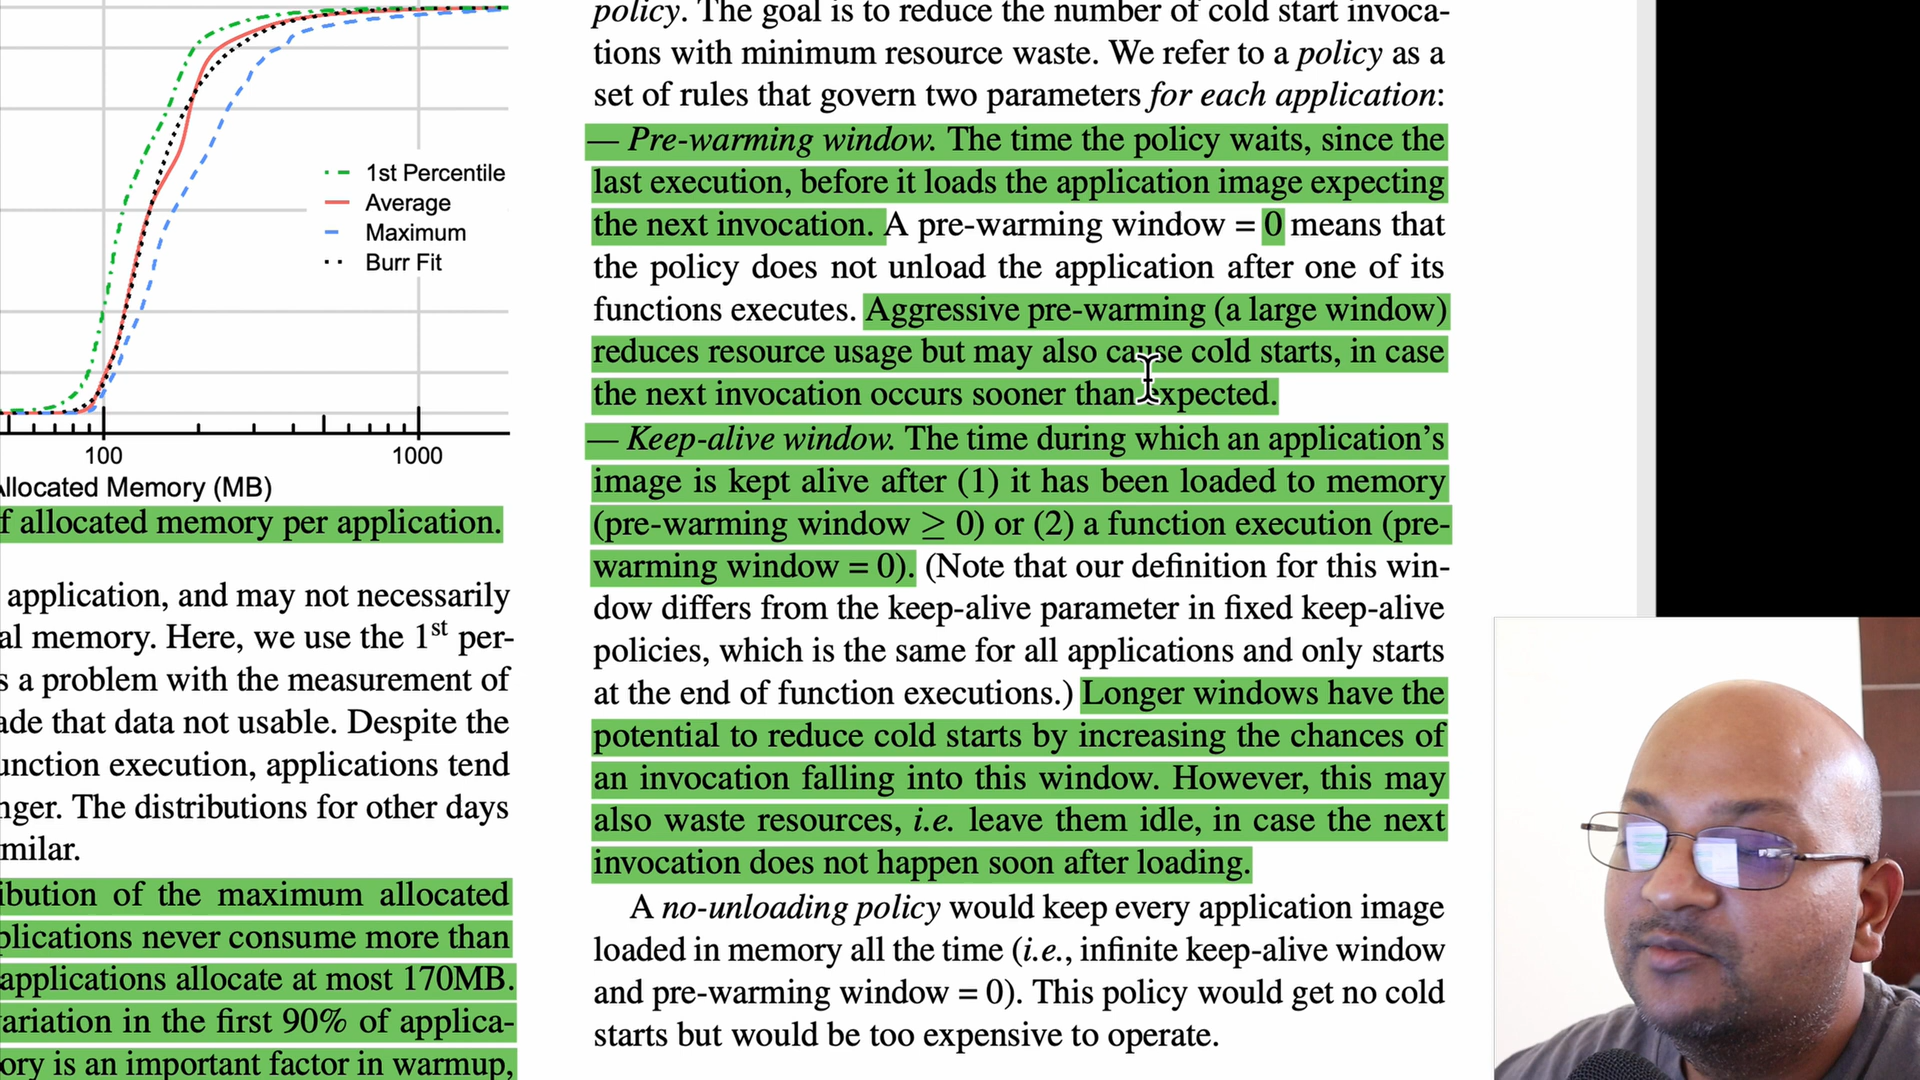 1st Percentile
Average
Maximum
Burr Fit
100 1000
Allocated Memory (MB)
f allocated memory per application.
application, and may not necessarily
al memory. Here, we use the 1st per-
s a problem with the measurement of
ade that data not usable. Despite the
unction execution, applications tend
nger. The distributions for other days
milar.
ibution of the maximum allocated
plications never consume more than
applications allocate at most 170MB.
ariation in the first 90% of applica-
ory is an important factor in warmup,
policy. The goal is to reduce the number of cold start invoca-
tions with minimum resource waste. We refer to a policy as a
set of rules that govern two parameters for each application:
— Pre-warming window. The time the policy waits, since the
last execution, before it loads the application image expecting
the next invocation. A pre-warming window = 0 means that
the policy does not unload the application after one of its
functions executes. Aggressive pre-warming (a large window)
reduces resource usage but may also cause cold starts, in case
the next invocation occurs sooner than expected.
— Keep-alive window. The time during which an application’s
image is kept alive after (1) it has been loaded to memory
(pre-warming window ≥ 0) or (2) a function execution (pre-
warming window = 0). (Note that our definition for this win-
dow differs from the keep-alive parameter in fixed keep-alive
policies, which is the same for all applications and only starts
at the end of function executions.) Longer windows have the
potential to reduce cold starts by increasing the chances of
an invocation falling into this window. However, this may
also waste resources, i.e. leave them idle, in case the next
invocation does not happen soon after loading.
A no-unloading policy would keep every application image
loaded in memory all the time (i.e., infinite keep-alive window
and pre-warming window = 0). This policy would get no cold
starts but would be too expensive to operate.